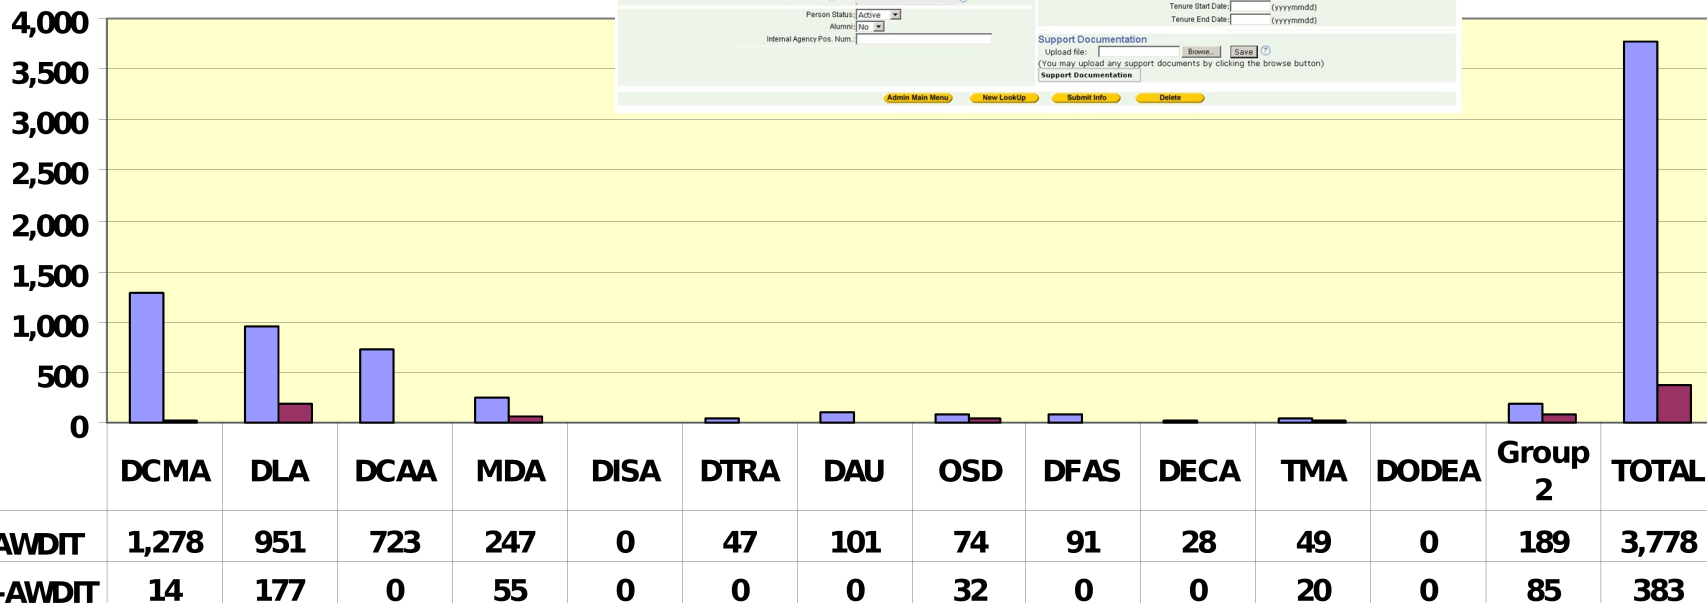 Person Status: Active
Alumni: No
Internal Agency Pos. Num.:
Tenure Start Date: (yyyymmdd)
Tenure End Date: (yyyymmdd)
Support Documentation
Upload file: Browse... Save ?
(You may upload any support documents by clicking the browse button)
Support Documentation
Admin Main Menu New LookUp Submit Info Delete
4,000
3,500
3,000
2,500
2,000
1,500
1,000
500
0
DCMA DLA DCAA MDA DISA DTRA DAU OSD DFAS DECA TMA DODEA Group 2 TOTAL
AWDIT 1,278 951 723 247 0 47 101 74 91 28 49 0 189 3,778
-AWDIT 14 177 0 55 0 0 0 32 0 0 20 0 85 383